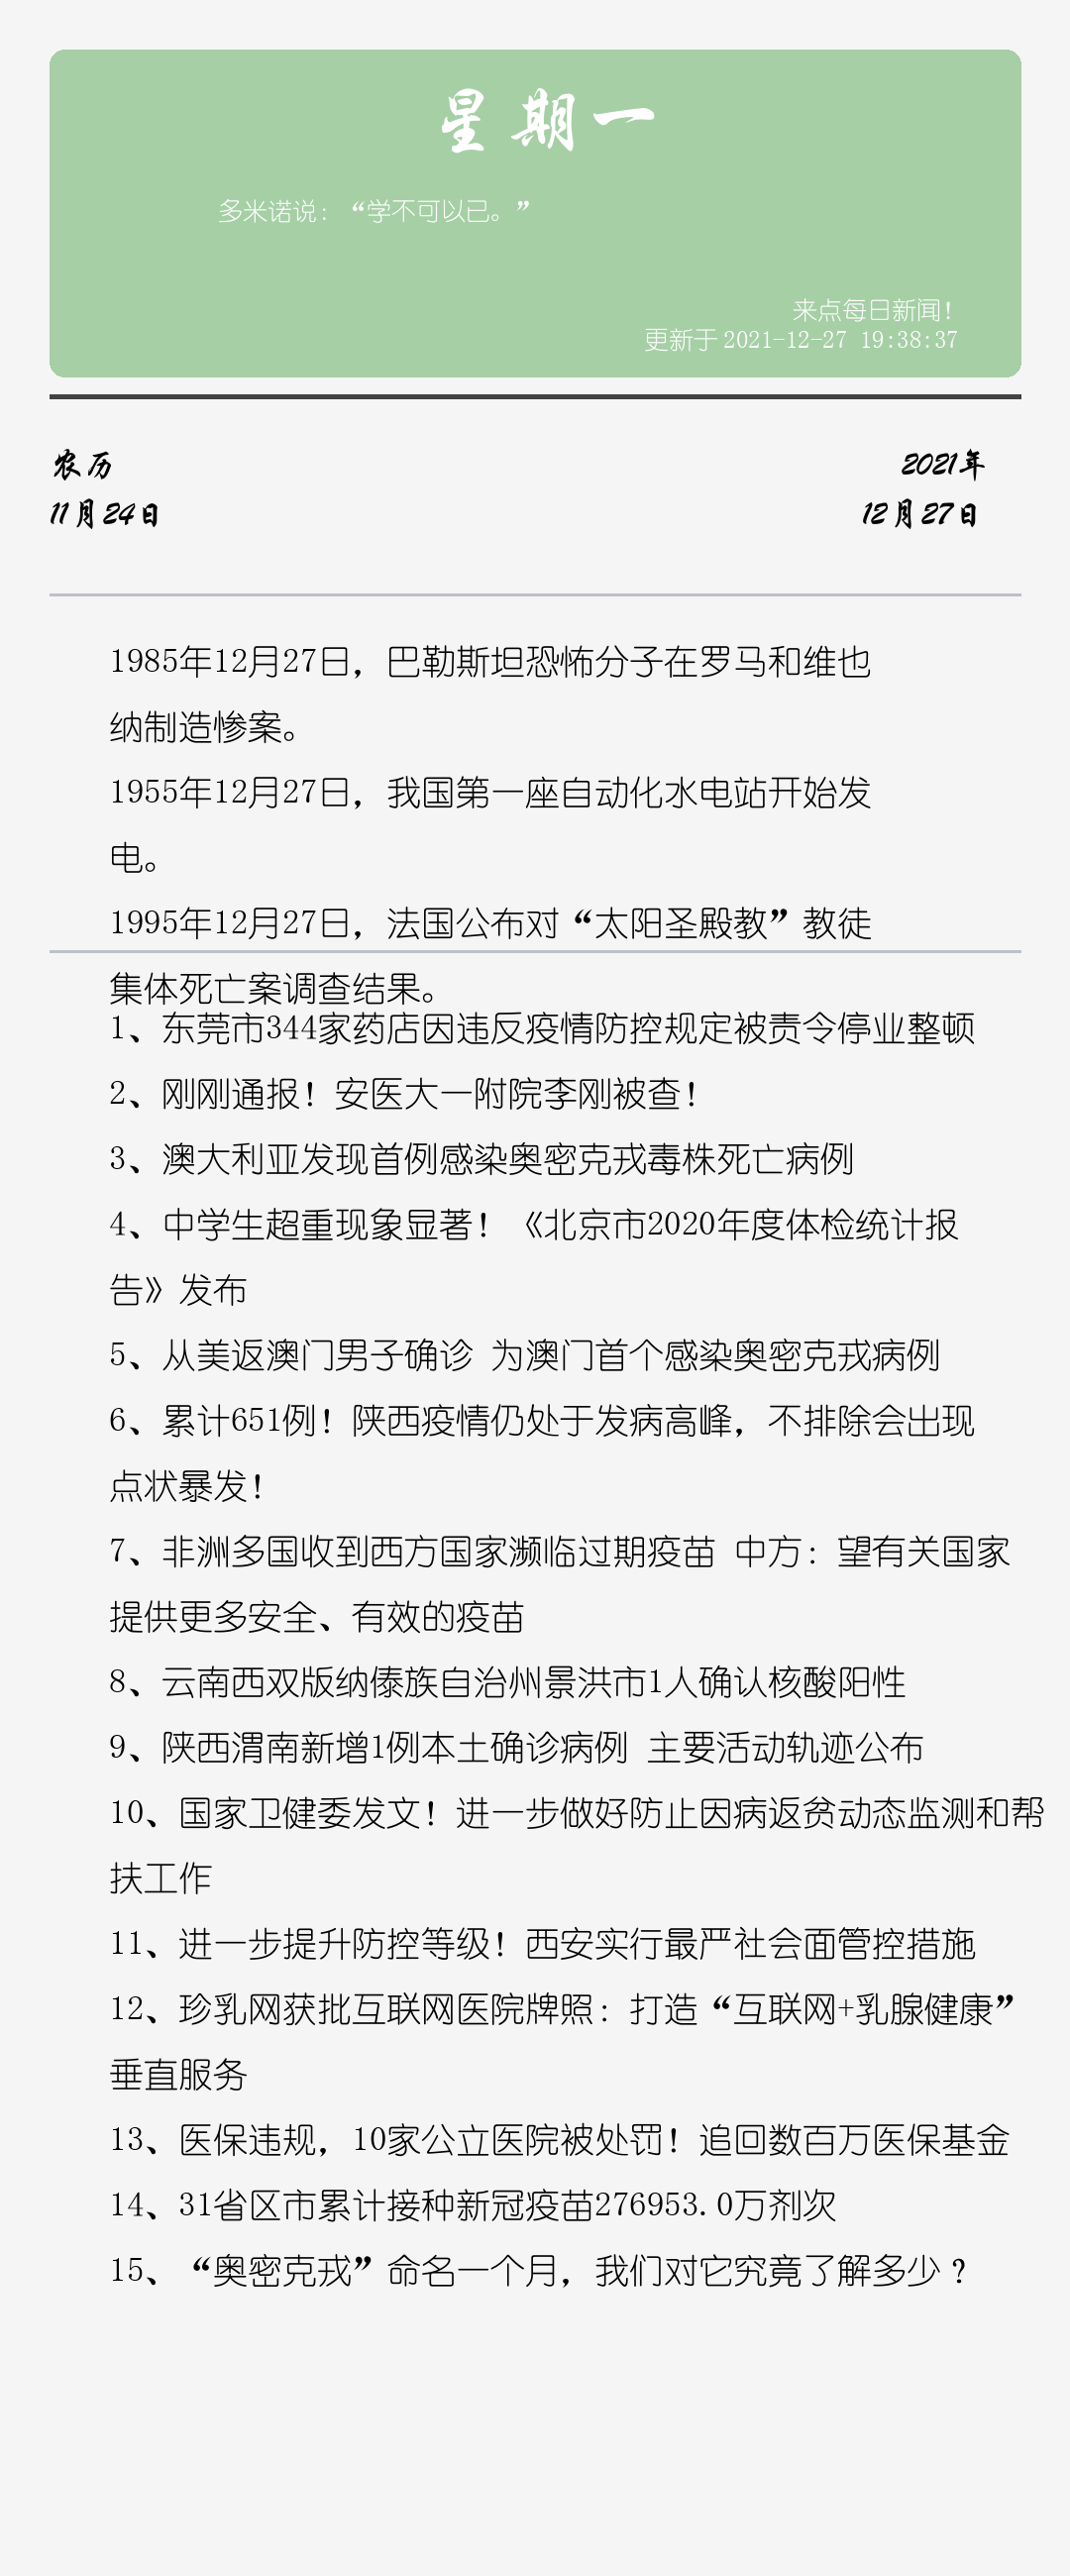 星期一
多米诺说：“学不可以已。”
来点每日新闻！
更新于2021-12-27 19:38:37
农历
2021年
11月24日
12月27日
1985年12月27日，巴勒斯坦恐怖分子在罗马和维也
纳制造惨案。
1955年12月27日，我国第一座自动化水电站开始发
电。
1995年12月27日，法国公布对“太阳圣殿教”教徒
集体死亡案调查结果。
1、东莞市344家药店因违反疫情防控规定被责令停业整顿
2、刚刚通报！安医大一附院李刚被查！
3、澳大利亚发现首例感染奥密克戎毒株死亡病例
4、中学生超重现象显著！《北京市2020年度体检统计报
告》发布
5、从美返澳门男子确诊 为澳门首个感染奥密克戎病例
6、累计651例！陕西疫情仍处于发病高峰，不排除会出现
点状暴发！
7、非洲多国收到西方国家濒临过期疫苗 中方：望有关国家
提供更多安全、有效的疫苗
8、云南西双版纳傣族自治州景洪市1人确认核酸阳性
9、陕西渭南新增1例本土确诊病例 主要活动轨迹公布
10、国家卫健委发文！进一步做好防止因病返贫动态监测和帮
扶工作
11、进一步提升防控等级！西安实行最严社会面管控措施
12、珍乳网获批互联网医院牌照：打造“互联网+乳腺健康”
垂直服务
13、医保违规，10家公立医院被处罚！追回数百万医保基金
14、31省区市累计接种新冠疫苗276953.0万剂次
15、“奥密克戎”命名一个月，我们对它究竟了解多少？